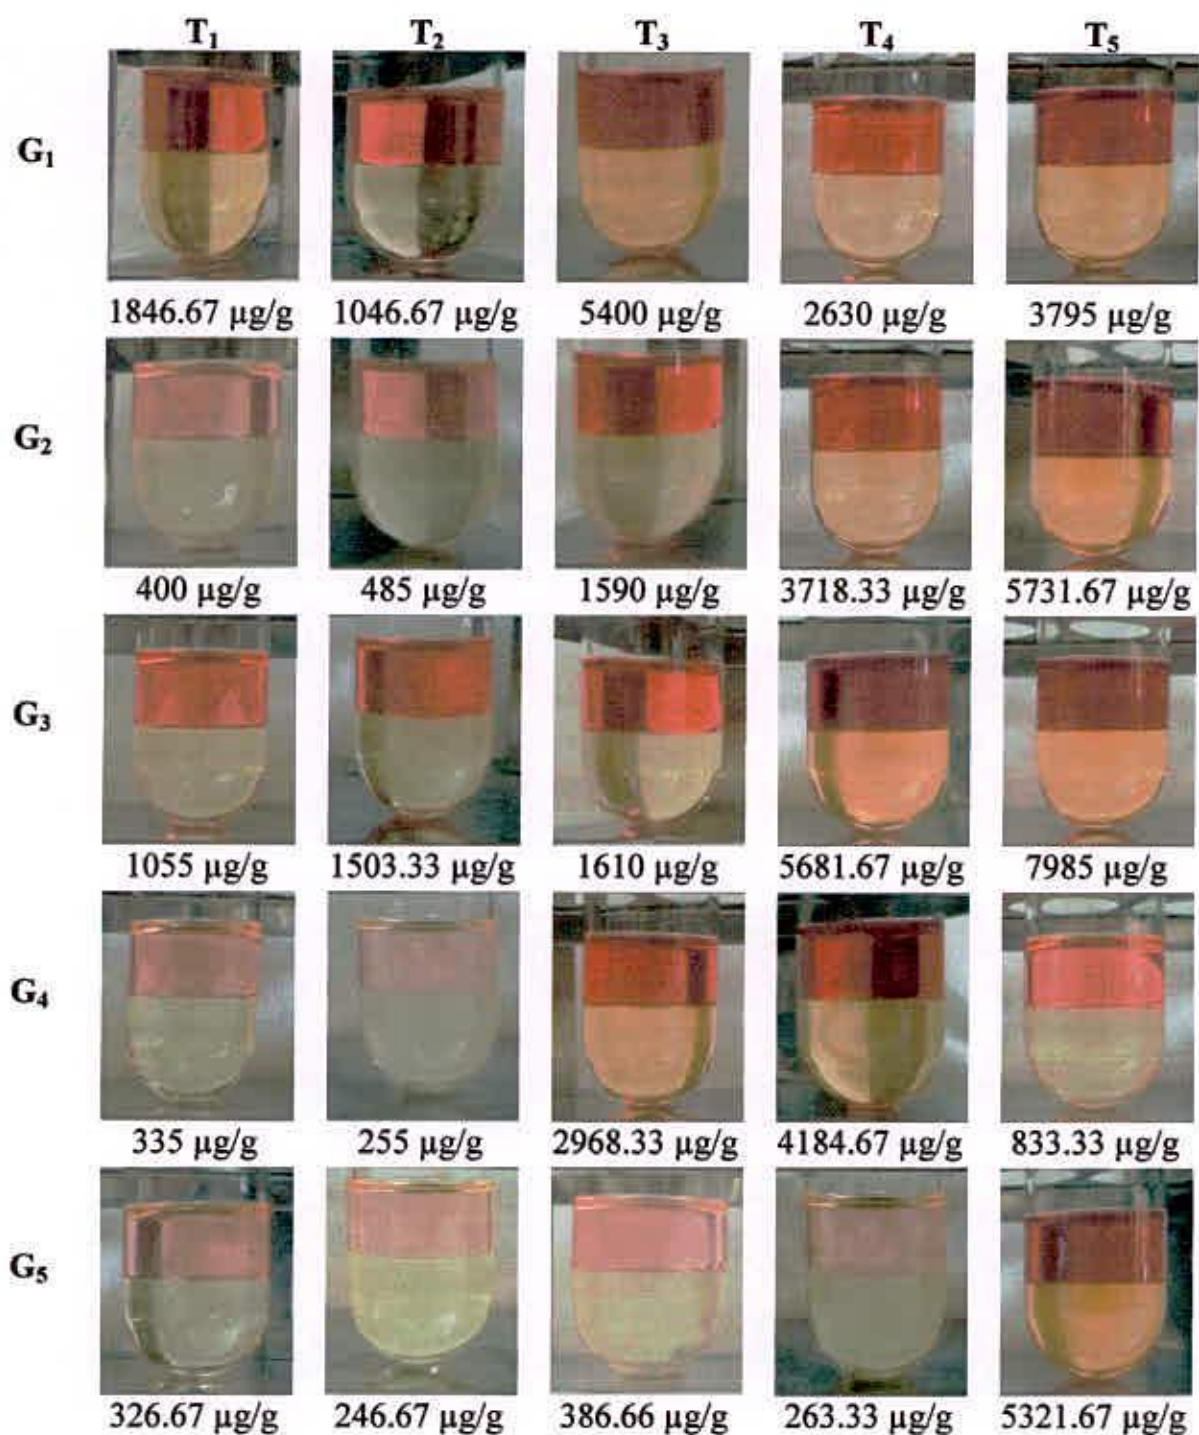 T₁ T₂ T₃ T₄ T₅
G₁
1846.67 µg/g 1046.67 µg/g 5400 µg/g 2630 µg/g 3795 µg/g
G₂
400 µg/g 485 µg/g 1590 µg/g 3718.33 µg/g 5731.67 µg/g
G₃
1055 µg/g 1503.33 µg/g 1610 µg/g 5681.67 µg/g 7985 µg/g
G₄
335 µg/g 255 µg/g 2968.33 µg/g 4184.67 µg/g 833.33 µg/g
G₅
326.67 µg/g 246.67 µg/g 386.66 µg/g 263.33 µg/g 5321.67 µg/g